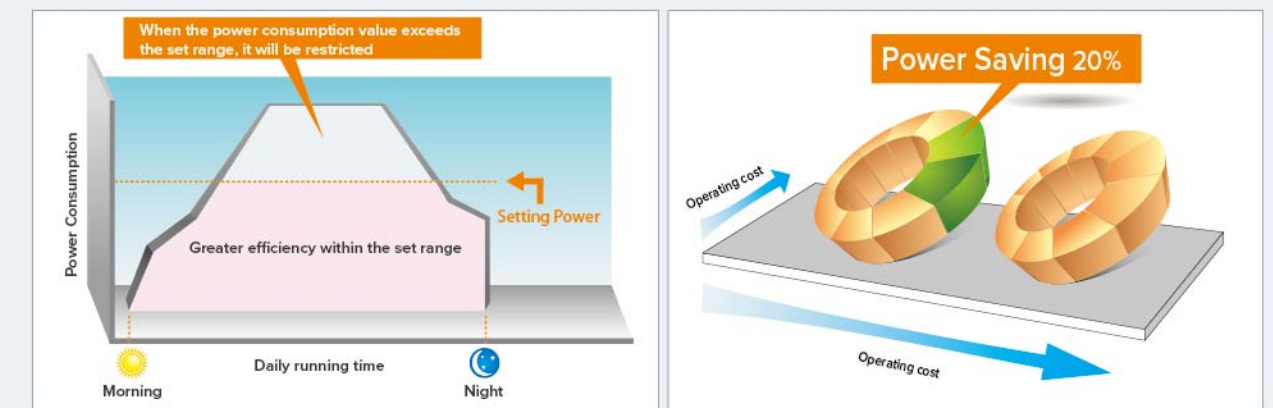 When the power consumption value exceeds
the set range, it will be restricted
Power Consumption
Setting Power
Greater efficiency within the set range
Daily running time
Morning
Night
Power Saving 20%
Operating cost
Operating cost